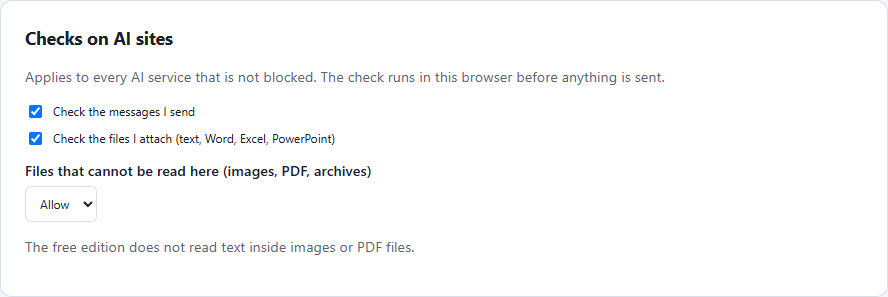 Checks on AI sites
Applies to every AI service that is not blocked. The check runs in this browser before anything is sent.
Check the messages I send
Check the files I attach (text, Word, Excel, PowerPoint)
Files that cannot be read here (images, PDF, archives)
Allow
The free edition does not read text inside images or PDF files.